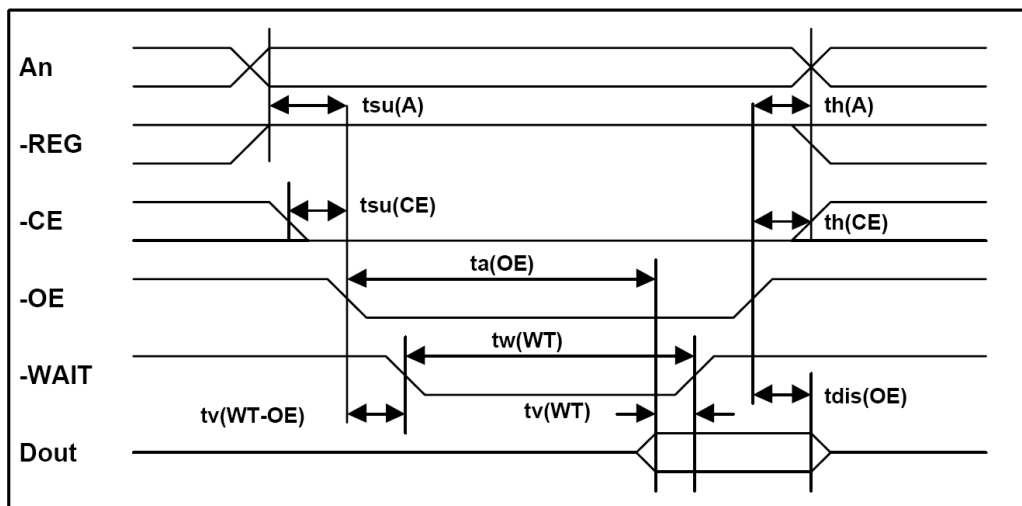 An
tsu(A)
th(A)
-REG
-CE
tsu(CE)
th(CE)
ta(OE)
-OE
tw(WT)
-WAIT
tv(WT-OE)
tv(WT)
tdis(OE)
Dout